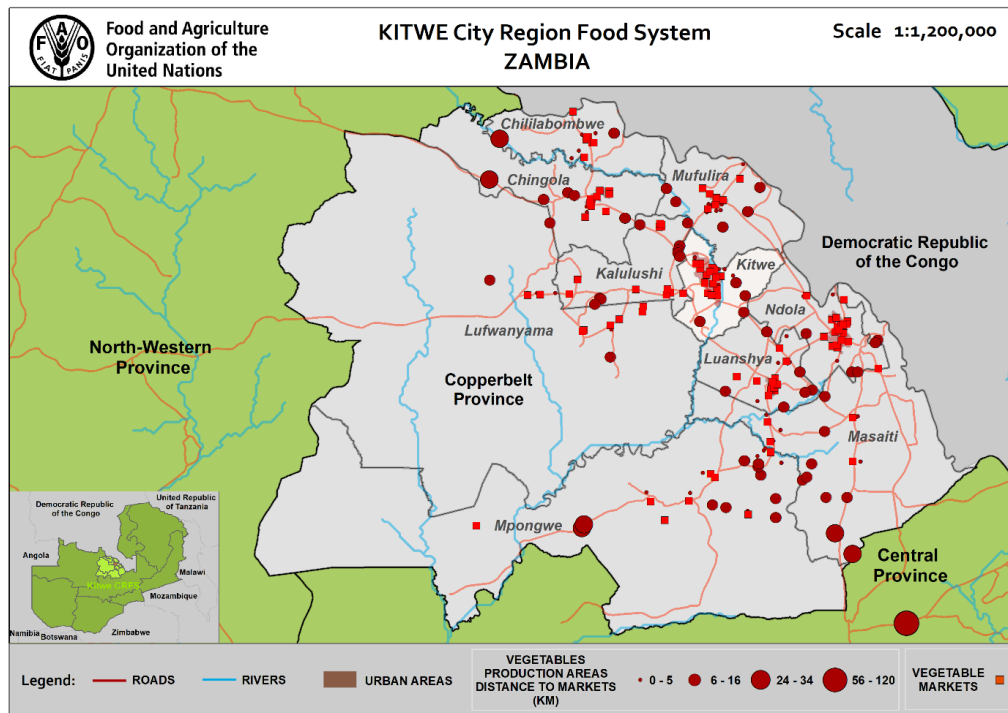 F A O
FIAT PANIS
Food and Agriculture
Organization of the
United Nations
KITWE City Region Food System
ZAMBIA
Scale 1:1,200,000
Chililabombwe
Chingola
Mufulira
Democratic Republic
of the Congo
Kalulushi
Kitwe
Ndola
Lufwanyama
North-Western
Province
Luanshya
Copperbelt
Province
Masaiti
Mpongwe
Central
Province
Democratic Republic
of the Congo
United Republic
of Tanzania
Angola
Malawi
Kitwe CRFS
Mozambique
Namibia
Botswana
Zimbabwe
Legend:
ROADS
RIVERS
URBAN AREAS
VEGETABLES
PRODUCTION AREAS
DISTANCE TO MARKETS
(KM)
0 - 5
6 - 16
24 - 34
56 - 120
VEGETABLE
MARKETS